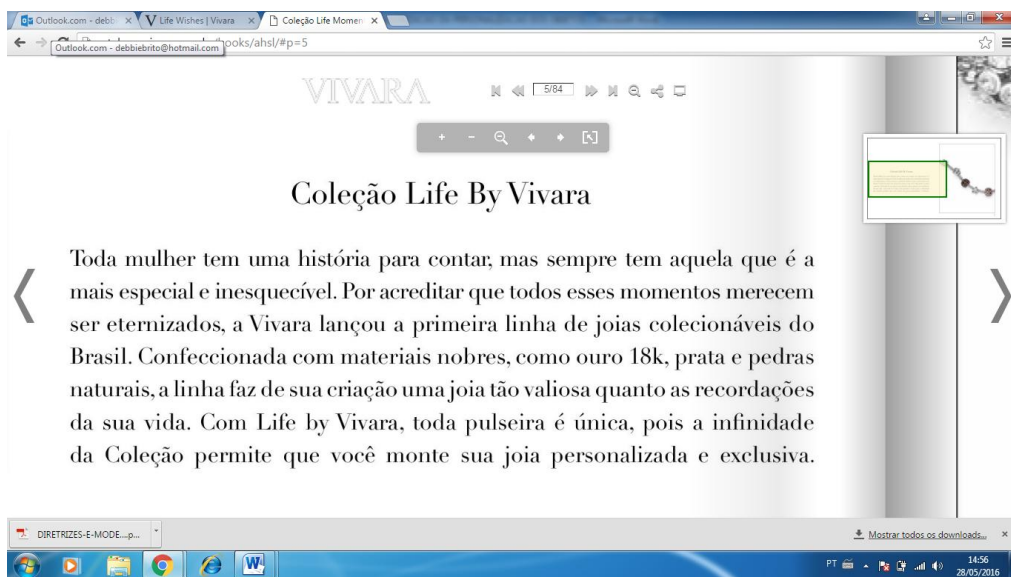 Outlook.com - debb
Life Wishes | Vivara
Coleção Life Momen
ooks/ahsl/#p=5
Outlook.com - debbiebrito@hotmail.com
VIVARA
5/84
Coleção Life By Vivara
Toda mulher tem uma história para contar, mas sempre tem aquela que é a
mais especial e inesquecível. Por acreditar que todos esses momentos merecem
ser eternizados, a Vivara lançou a primeira linha de joias colecionáveis do
Brasil. Confeccionada com materiais nobres, como ouro 18k, prata e pedras
naturais, a linha faz de sua criação uma joia tão valiosa quanto as recordações
da sua vida. Com Life by Vivara, toda pulseira é única, pois a infinidade
da Coleção permite que você monte sua joia personalizada e exclusiva.
DIRETRIZES-E-MODE....p...
Mostrar todos os downloads...
PT
14:56
28/05/2016